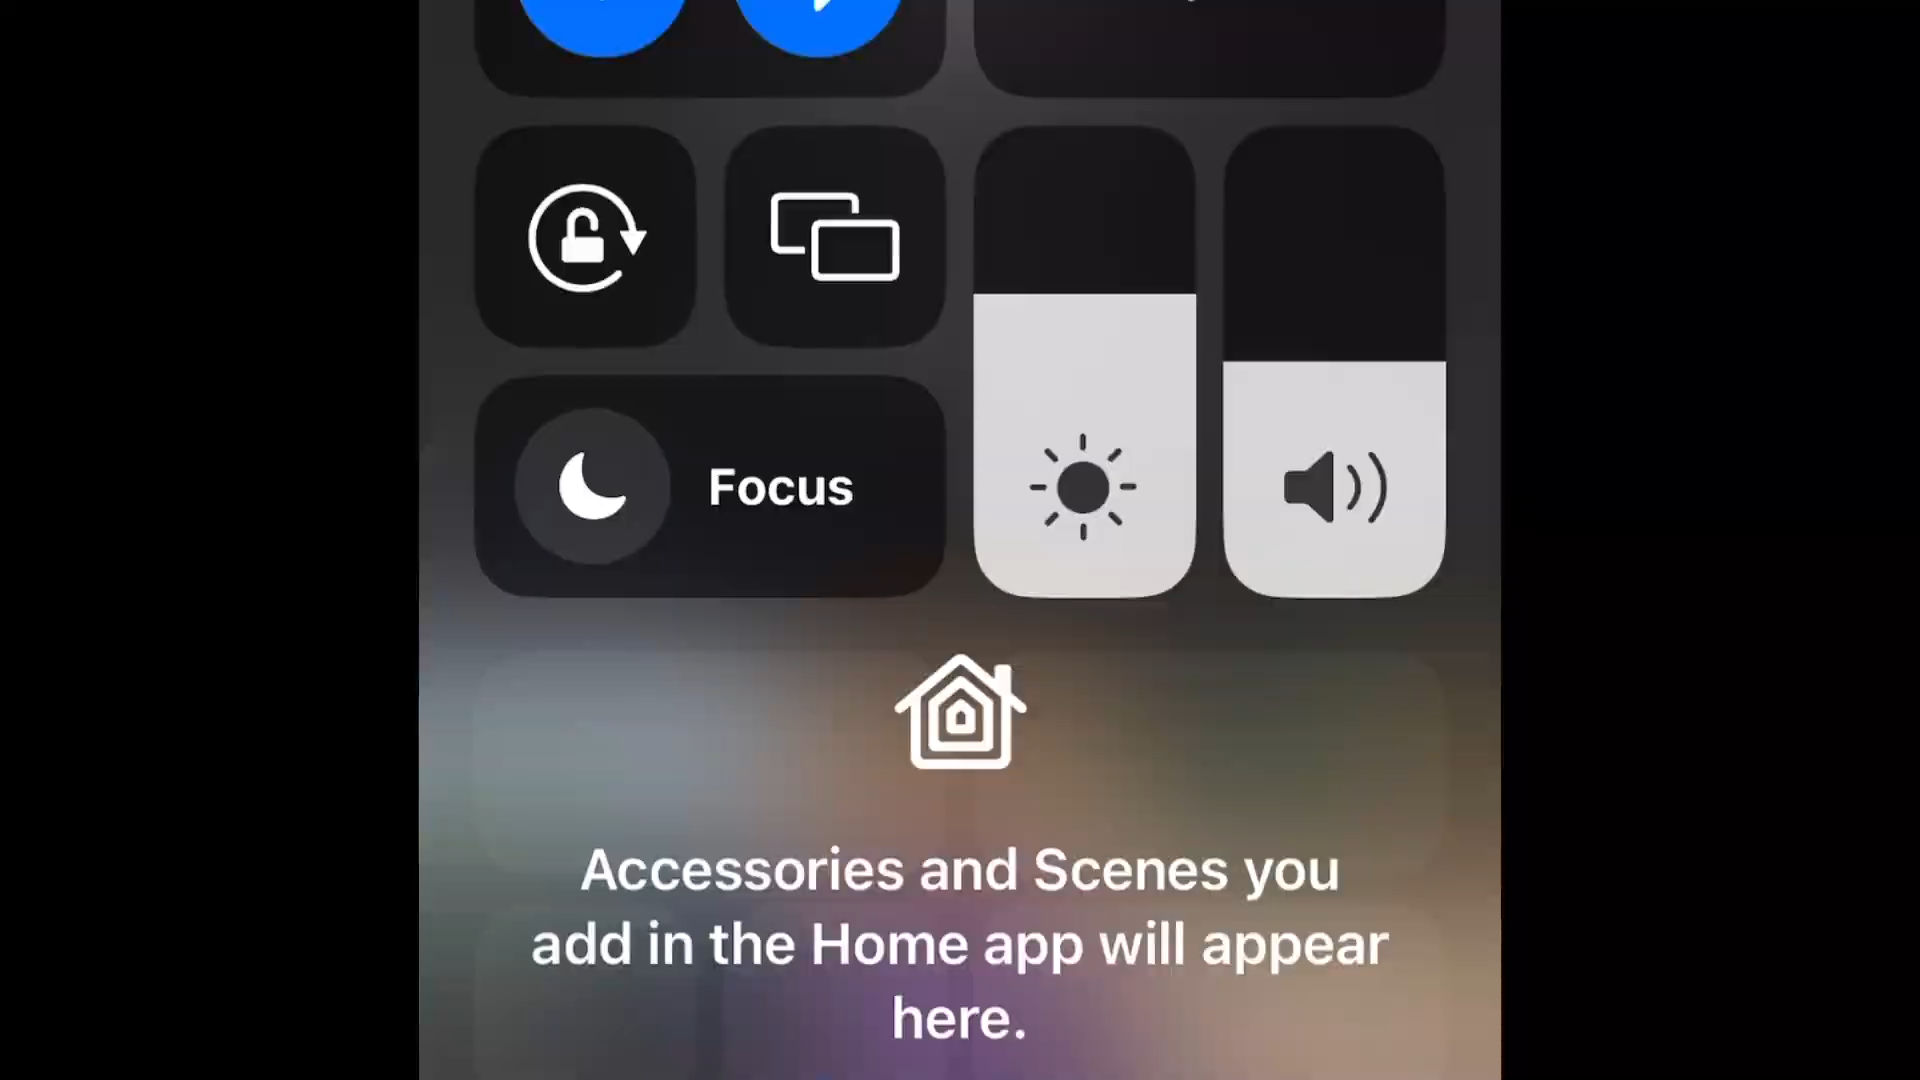 Focus
Accessories and Scenes you
add in the Home app will appear
here.